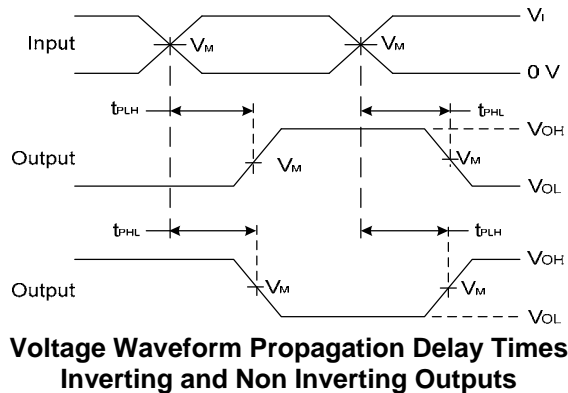 VI
Input
VM
VM
0 V
tPLH
tPHL
VOH
Output
VM
VM
VOL
tPHL
tPLH
VOH
Output
VM
VM
VOL
Voltage Waveform Propagation Delay Times
Inverting and Non Inverting Outputs